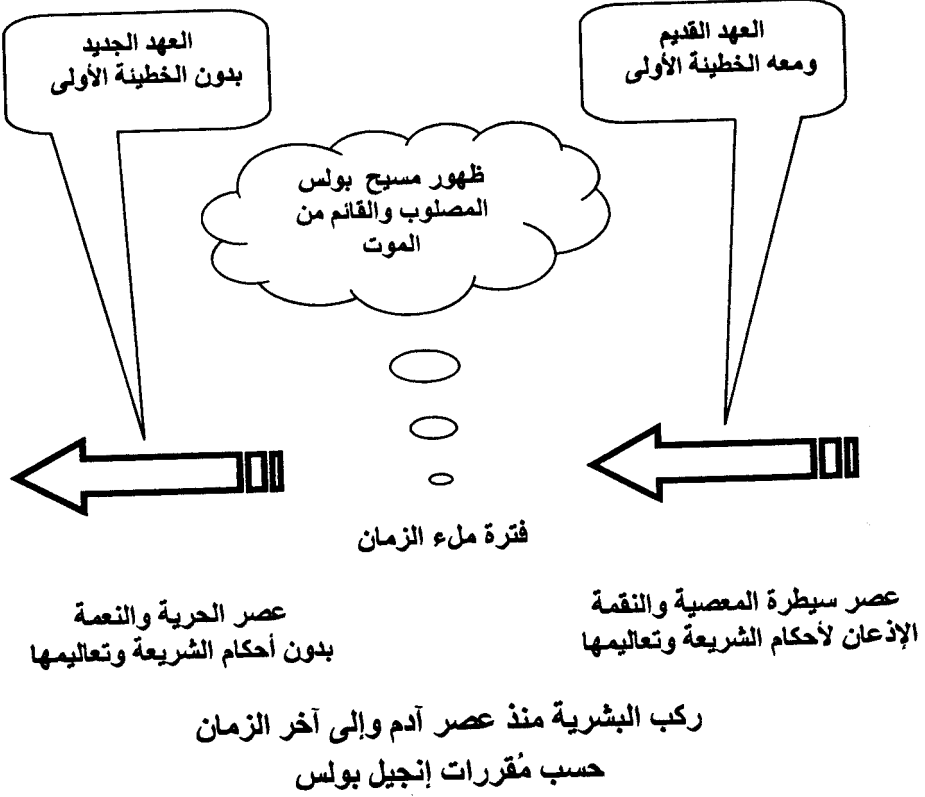 العهد القديم
ومعه الخطيئة الأولى
العهد الجديد
بدون الخطيئة الأولى
ظهور مسيح بولس
المصلوب والقائم من
الموت
فترة ملء الزمان
عصر سيطرة المعصية والنقمة
الإذعان لأحكام الشريعة وتعاليمها
عصر الحرية والنعمة
بدون أحكام الشريعة وتعاليمها
ركب البشرية منذ عصر آدم وإلى آخر الزمان
حسب مُقررات إنجيل بولس